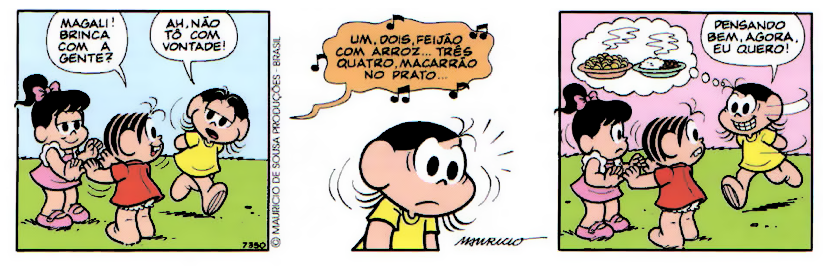 MAGALI!
BRINCA
COM A
GENTE?
AH, NÃO
TÔ COM
VONTADE!
7350
© MAURICIO DE SOUSA PRODUÇÕES - BRASIL
UM, DOIS, FEIJÃO
COM ARROZ... TRÊS
QUATRO, MACARRÃO
NO PRATO...
MAURICIO
PENSANDO
BEM, AGORA,
EU QUERO!